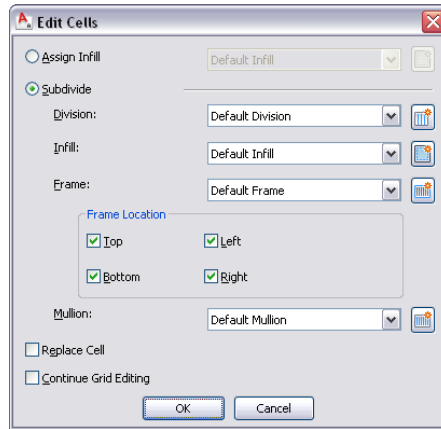 Edit Cells
Assign Infill Default Infill
Subdivide
Division: Default Division
Infill: Default Infill
Frame: Default Frame
Frame Location
Top Left
Bottom Right
Mullion: Default Mullion
Replace Cell
Continue Grid Editing
OK Cancel